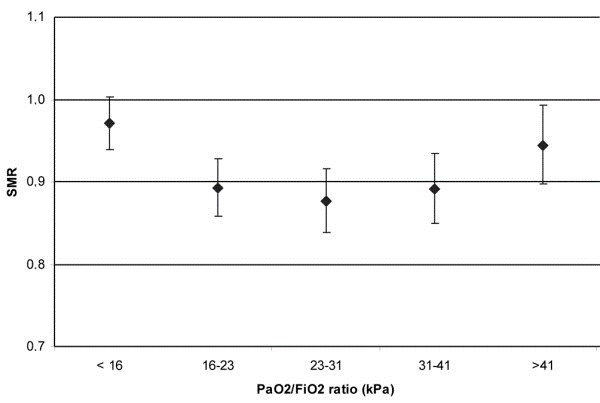 1.1
1.0
0.9
0.8
0.7
SMR
< 16 16-23 23-31 31-41 >41
PaO2/FiO2 ratio (kPa)